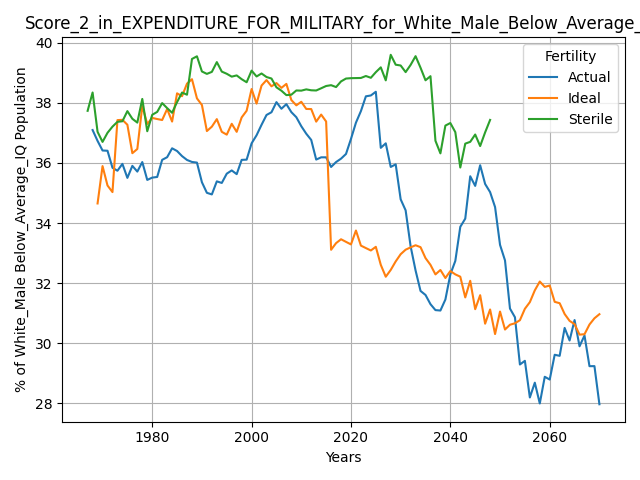 Score_2_in_EXPENDITURE_FOR_MILITARY_for_White_Male_Below_Average_
Fertility
Actual
Ideal
Sterile
% of White_Male Below_Average_IQ Population
40
38
36
34
32
30
28
1980
2000
2020
2040
2060
Years